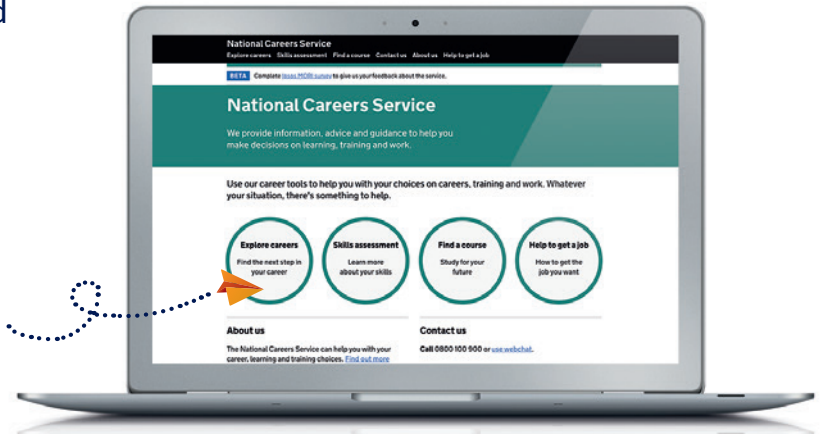 d
National Careers Service
Explore careers Skills assessment Find a course Contact us About us Help to get a job
BETA Complete Ipsos MORI survey to give us your feedback about the service.
National Careers Service
We provide information, advice and guidance to help you
make decisions on learning, training and work.
Use our career tools to help you with your choices on careers, training and work. Whatever
your situation, there's something to help.
Explore careers
Find the next step in
your career
Skills assessment
Learn more
about your skills
Find a course
Study for your
future
Help to get a job
How to get the
job you want
About us
The National Careers Service can help you with your
career, learning and training choices. Find out more
Contact us
Call 0800 100 900 or use webchat.